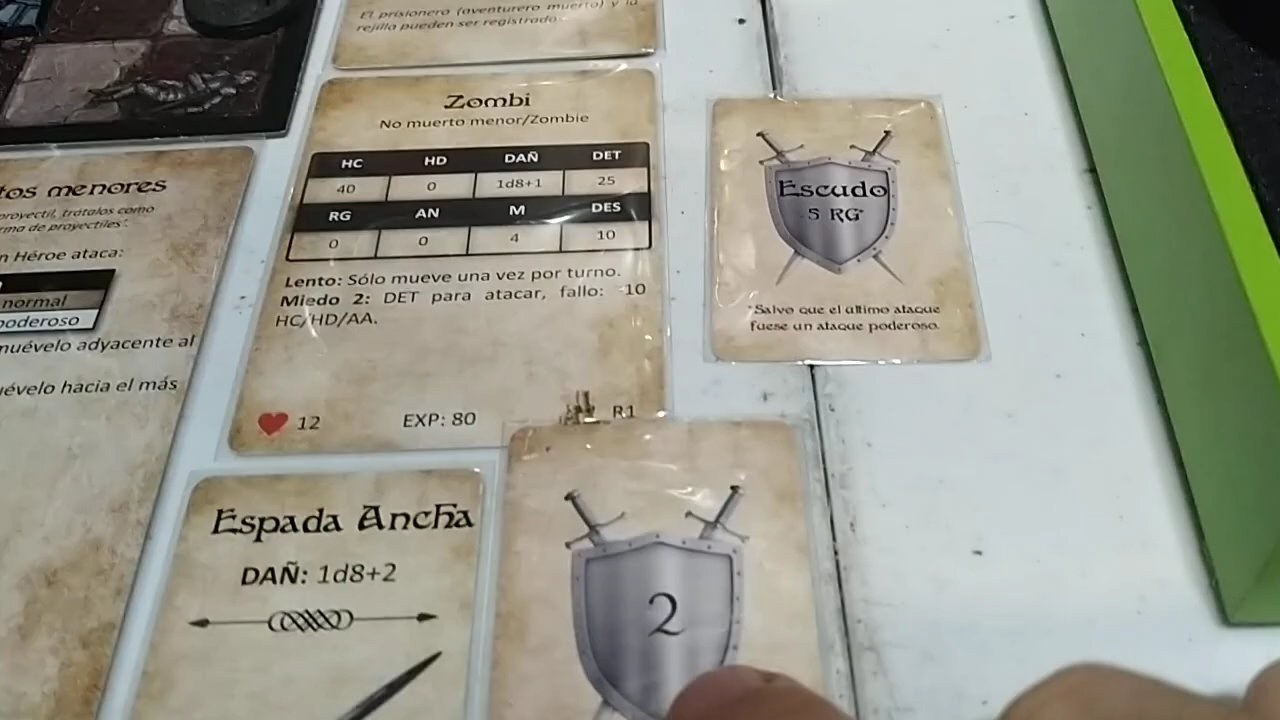 El prisionero (aventurero muerto) y la
rejilla pueden ser registrado
Zombi
No muerto menor/Zombie
HC HD DAÑ DET
40 0 1d8+1 25
RG AN M DES
0 0 4 10
Lento: Sólo mueve una vez por turno.
Miedo 2: DET para atacar, fallo: -10
HC/HD/AA.
12 EXP: 80 R1
tos menores
proyectil, trátalos como
rma de proyectiles'.
n Héroe ataca:
normal
poderoso
muévelo adyacente al
uévelo hacia el más
Escudo
5 RG*
*Salvo que el ultimo ataque
fuese un ataque poderoso.
Espada Ancha
DAÑ: 1d8+2
2